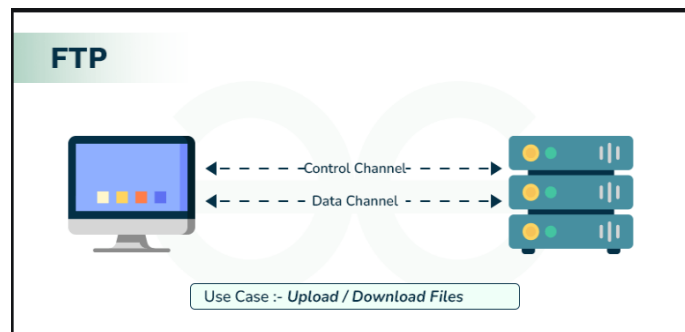 FTP
Control Channel
Data Channel
Use Case :- Upload / Download Files